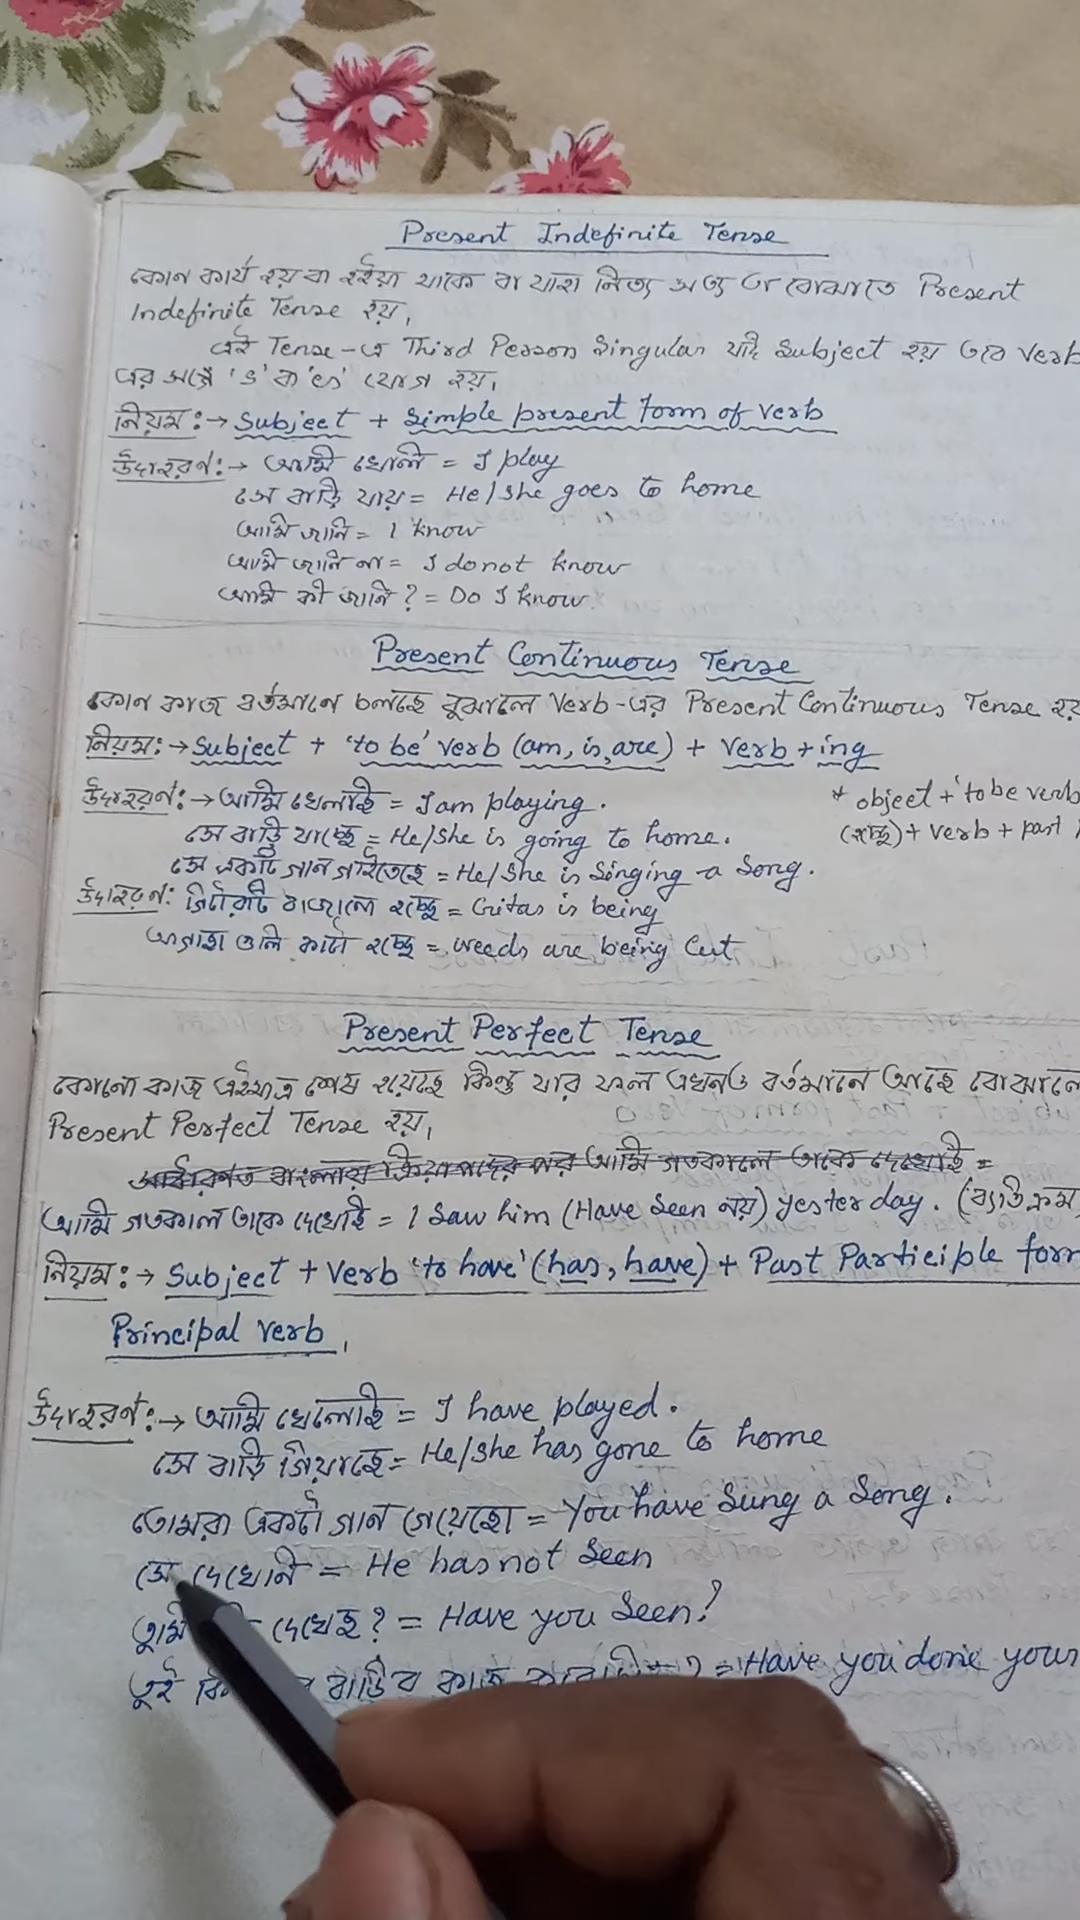 Present Indefinite Tense
কোন কার্য হয় বা হইয়া থাকে বা যাহা নিত্য সত্য তা বোঝাতে Present
Indefinite Tense হয়,
এই Tense-এ Third Person Singular যদি Subject হয় তবে verb
এর সঙ্গে 's' বা 'es' যোগ হয়,
নিয়ম:→ Subject + Simple present form of verb
উদাহরণ:→ আমি খেলি = I play
সে বাড়ি যায় = He/she goes to home
আমি জানি = I know
আমি জানি না = I do not know
আমি কী জানি? = Do I know.
Present Continuous Tense
কোন কাজ বর্তমানে চলছে বুঝালে Verb-এর Present Continuous Tense হয়
নিয়ম:→ Subject + 'to be' verb (am, is, are) + verb + ing
উদাহরণ:→ আমি খেলছি = I am playing.
* object + 'to be verb
সে বাড়ি যাচ্ছে = He/She is going to home.
(হচ্ছে) + verb + past
সে একটি গান গাইতেছে = He/She is Singing a Song.
উদাহরণ: গিটারটি বাজানো হচ্ছে = Gitar is being
আগাছা গুলি কাটা হচ্ছে = weeds are being Cut
Present Perfect Tense
কোনো কাজ এইমাত্র শেষ হয়েছে কিন্তু যার ফল এখনও বর্তমানে আছে বোঝালে
Present Perfect Tense হয়,
আমি গতকালে তাকে দেখেছি =
আমি গতকাল তাকে দেখেছি = I Saw him (Have Seen নয়) yester day. (ব্যতিক্রম)
নিয়ম:→ Subject + Verb 'to have' (has, have) + Past Participle form
Principal verb,
উদাহরণ:→ আমি খেলেছি = I have played.
সে বাড়ি গিয়াছে = He/she has gone to home
তোমরা একটা গান গেয়েছো = You have Sung a Song.
সে দেখেনি = He has not Seen
তুমি দেখেছ? = Have you Seen?
তুই বাড়ির কাজ = Have you done your